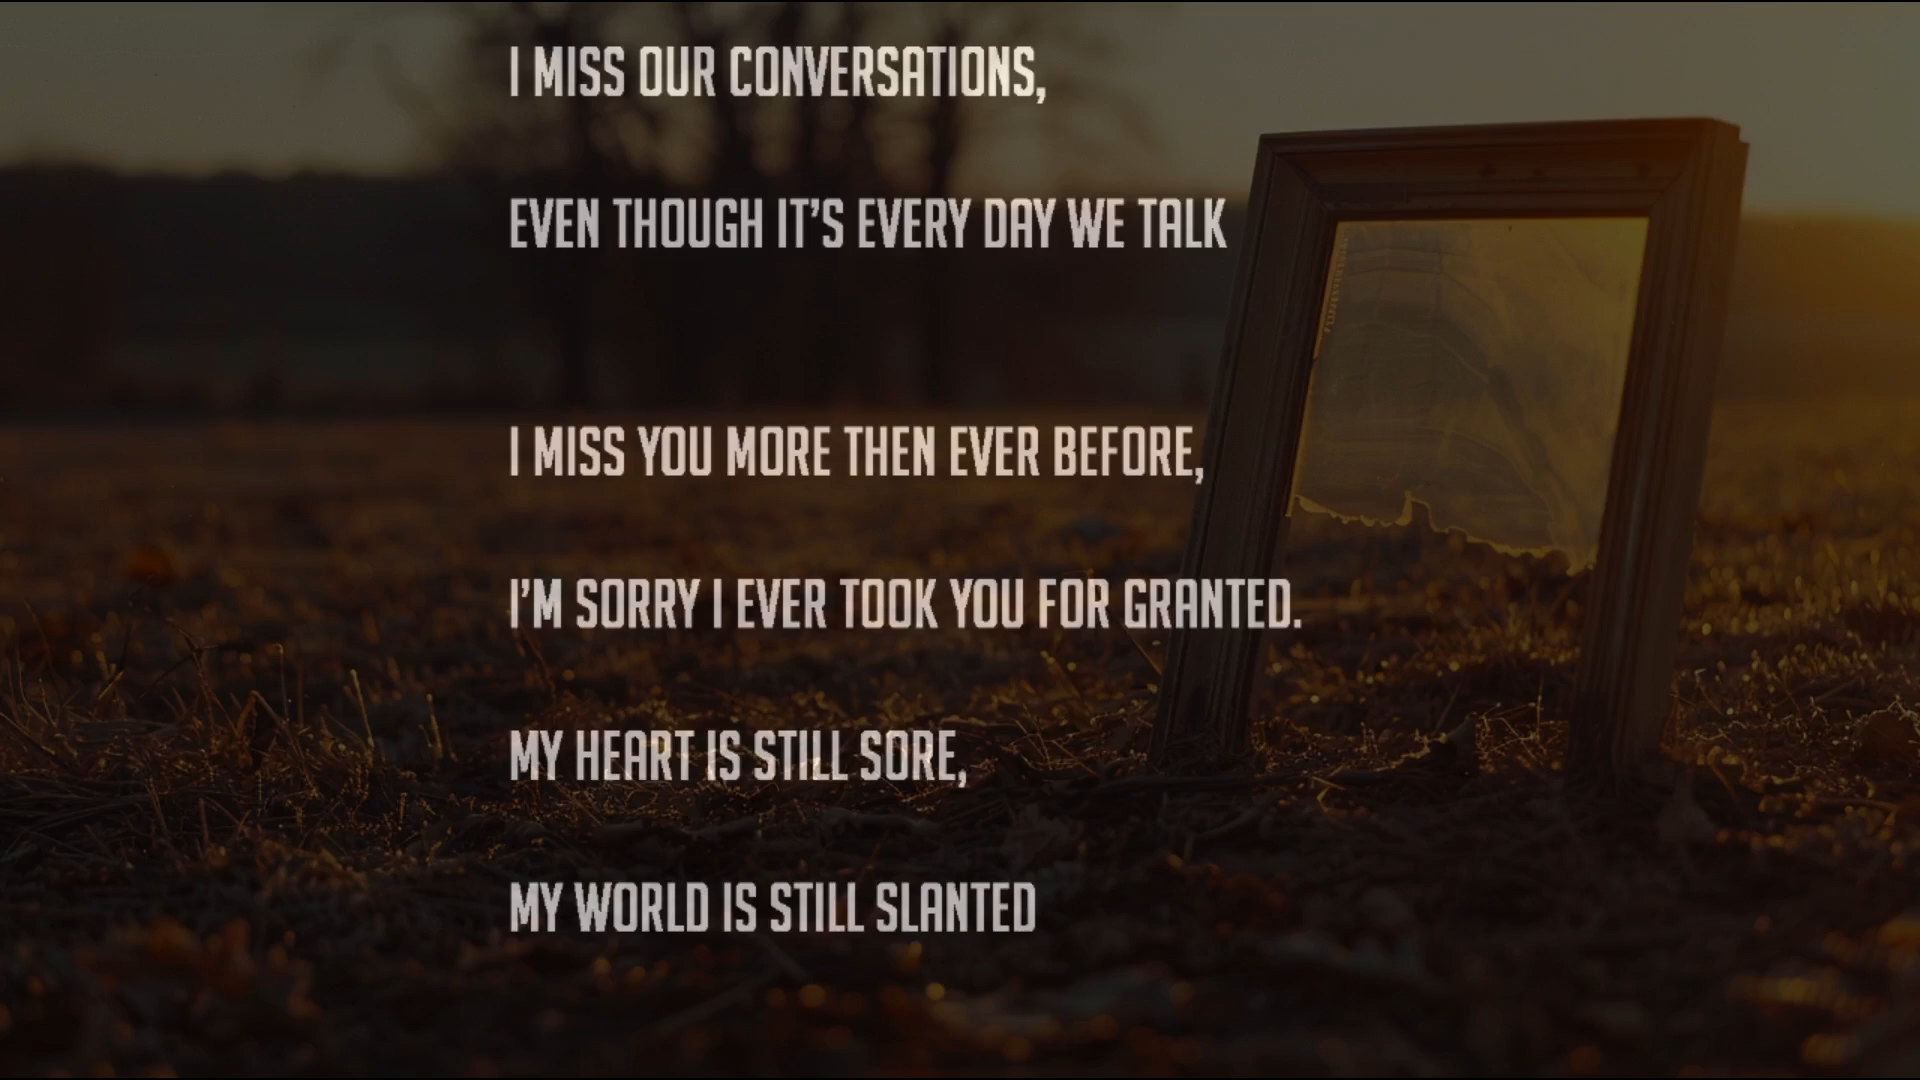 I MISS OUR CONVERSATIONS,
EVEN THOUGH IT'S EVERY DAY WE TALK
I MISS YOU MORE THEN EVER BEFORE,
I'M SORRY I EVER TOOK YOU FOR GRANTED.
MY HEART IS STILL SORE,
MY WORLD IS STILL SLANTED